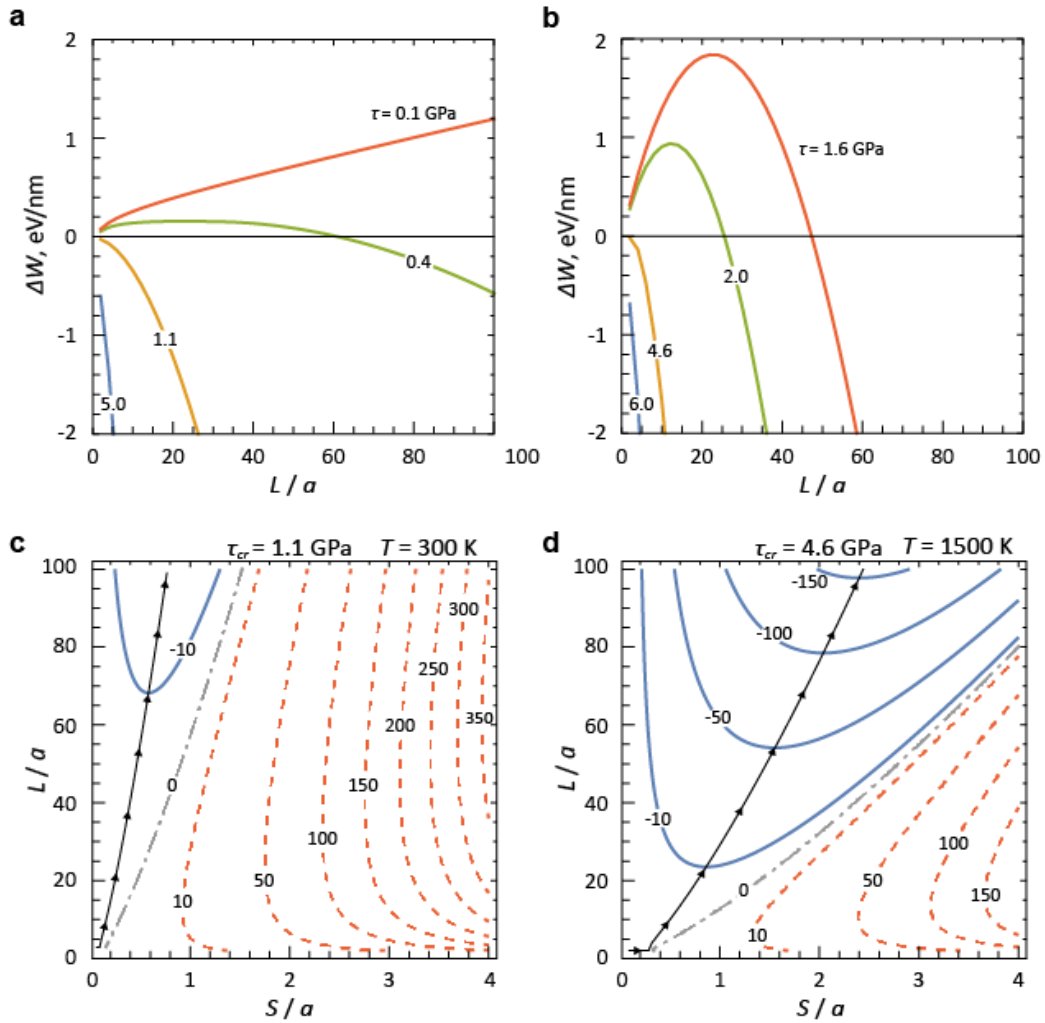 a
2
1
0
-1
-2
ΔW, eV/nm
τ = 0.1 GPa
0.4
1.1
5.0
0 20 40 60 80 100
L / a
b
2
1
0
-1
-2
ΔW, eV/nm
τ = 1.6 GPa
2.0
4.6
6.0
0 20 40 60 80 100
L / a
c
τcr = 1.1 GPa T = 300 K
100
80
60
40
20
0
L / a
-10
0
10
50
100
150
200
250
300
350
0 1 2 3 4
S / a
d
τcr = 4.6 GPa T = 1500 K
100
80
60
40
20
0
L / a
-150
-100
-50
-10
0
10
50
100
150
0 1 2 3 4
S / a